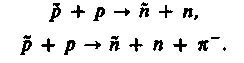 p̃ + p → ñ + n,
p̃ + p → ñ + n + π⁻.